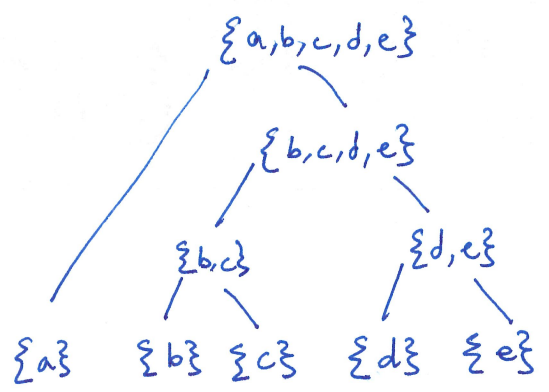 {a,b,c,d,e}
{b,c,d,e}
{b,c} {d,e}
{a} {b} {c} {d} {e}